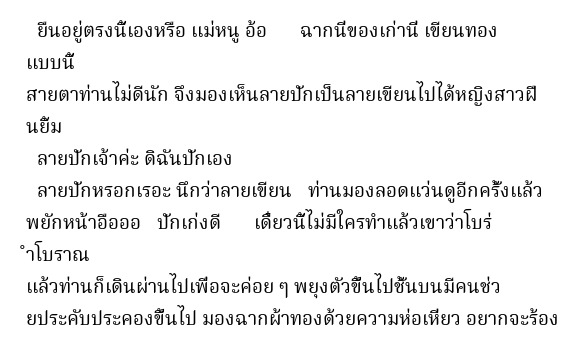 ยืนอยู่ตรงนี้เองหรือ แม่หนู อ้อ ฉากนี่ของเก่านี่ เขียนทอง
แบบนี้
สายตาท่านไม่ดีนัก จึงมองเห็นลายปักเป็นลายเขียนไปได้หญิงสาวฝื
นยิ้ม
ลายปักเจ้าค่ะ ดิฉันปักเอง
ลายปักหรอกเรอะ นึกว่าลายเขียน ท่านมองลอดแว่นดูอีกครั้งแล้ว
พยักหน้าอือออ ปักเก่งดี เดี๋ยวนี้ไม่มีใครทำแล้วเขาว่าโบร่
ำโบราณ
แล้วท่านก็เดินผ่านไปเพื่อจะค่อย ๆ พยุงตัวขึ้นไปชั้นบนมีคนช่ว
ยประคับประคองขึ้นไป มองฉากผ้าทองด้วยความห่อเหี่ยว อยากจะร้อง